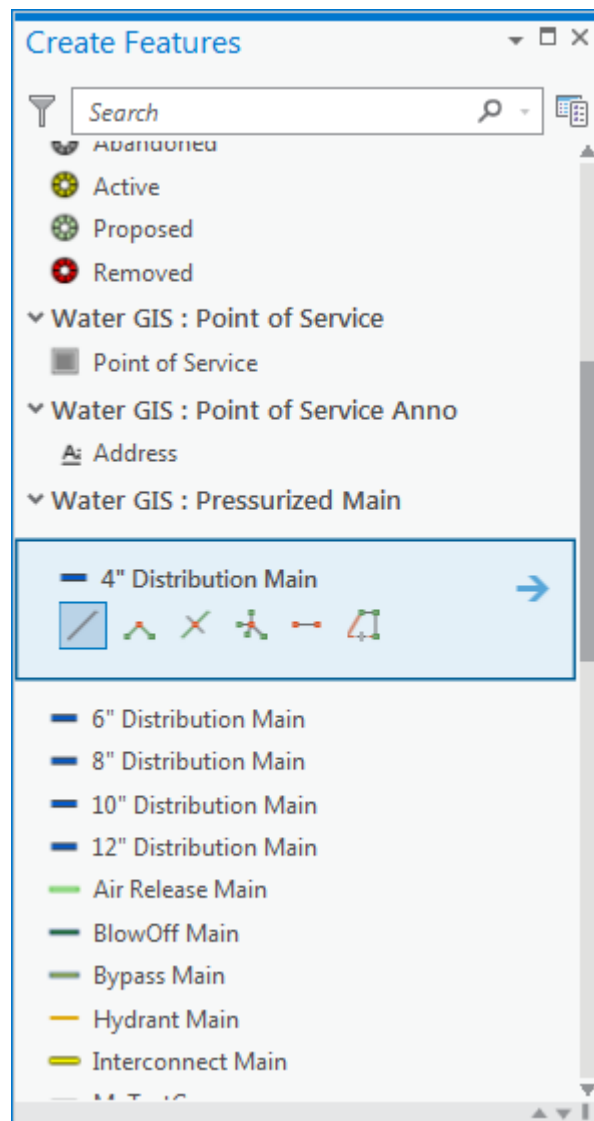 Create Features
Search
Abandoned
Active
Proposed
Removed
Water GIS : Point of Service
Point of Service
Water GIS : Point of Service Anno
A Address
Water GIS : Pressurized Main
4" Distribution Main
6" Distribution Main
8" Distribution Main
10" Distribution Main
12" Distribution Main
Air Release Main
BlowOff Main
Bypass Main
Hydrant Main
Interconnect Main